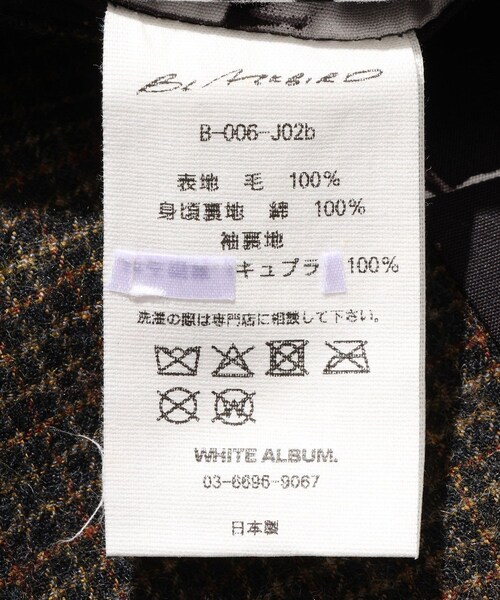 BLACKBIRD
B-006-J02b
表地 毛 100%
身頃裏地 綿 100%
袖裏地
キュプラ 100%
洗濯の際は専門店に相談して下さい。
WHITE ALBUM.
03-6696-9067
日本製